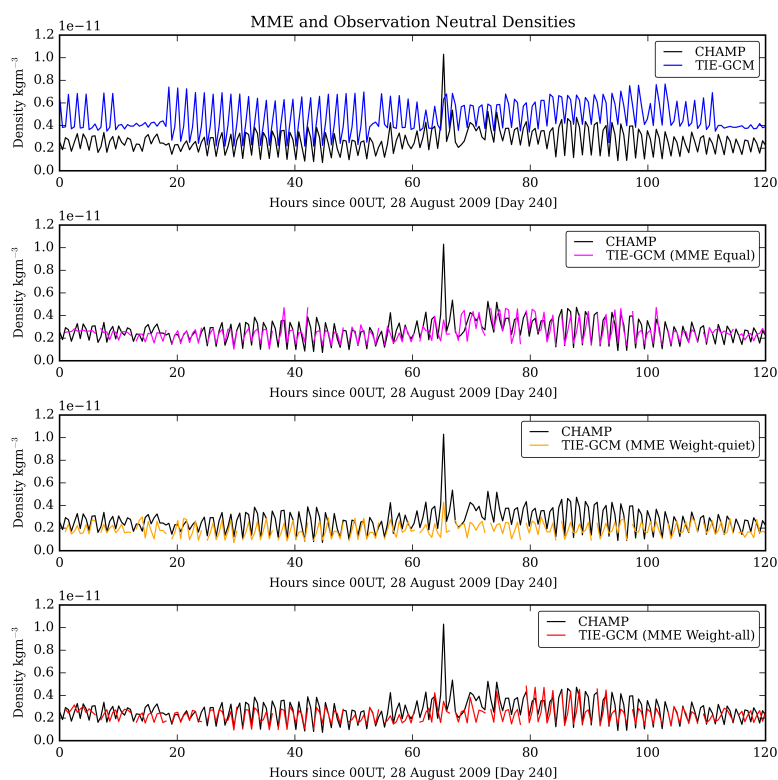 MME and Observation Neutral Densities
1e−11
1.2
1.0
0.8
0.6
0.4
0.2
0.0
Density kgm⁻³
CHAMP
TIE-GCM
0 20 40 60 80 100 120
Hours since 00UT, 28 August 2009 [Day 240]
1e−11
1.2
1.0
0.8
0.6
0.4
0.2
0.0
Density kgm⁻³
CHAMP
TIE-GCM (MME Equal)
0 20 40 60 80 100 120
Hours since 00UT, 28 August 2009 [Day 240]
1e−11
1.2
1.0
0.8
0.6
0.4
0.2
0.0
Density kgm⁻³
CHAMP
TIE-GCM (MME Weight-quiet)
0 20 40 60 80 100 120
Hours since 00UT, 28 August 2009 [Day 240]
1e−11
1.2
1.0
0.8
0.6
0.4
0.2
0.0
Density kgm⁻³
CHAMP
TIE-GCM (MME Weight-all)
0 20 40 60 80 100 120
Hours since 00UT, 28 August 2009 [Day 240]